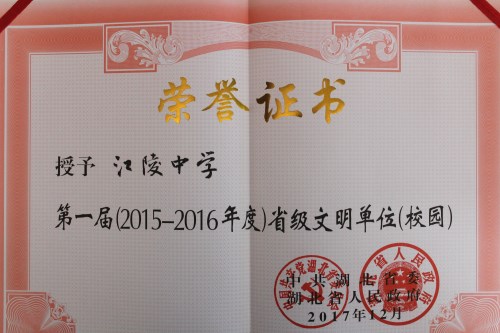 荣誉证书
授予 江陵中学
第一届(2015-2016年度)省级文明单位(校园)
中共湖北省委
湖北省人民政府
2017年12月